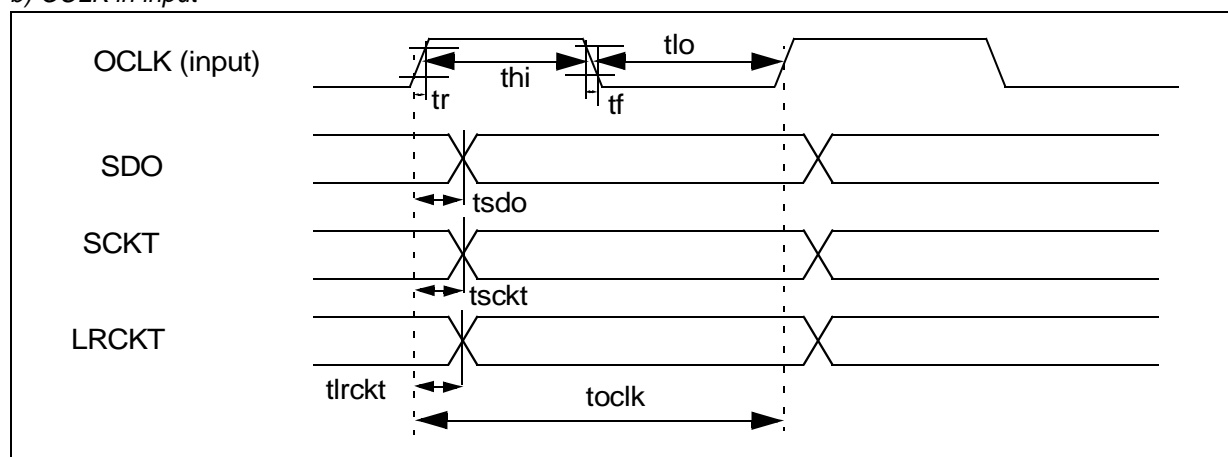 b) OCLK in input
OCLK (input)
tlo
thi
tr
tf
SDO
tsdo
SCKT
tsckt
LRCKT
tlrckt
toclk